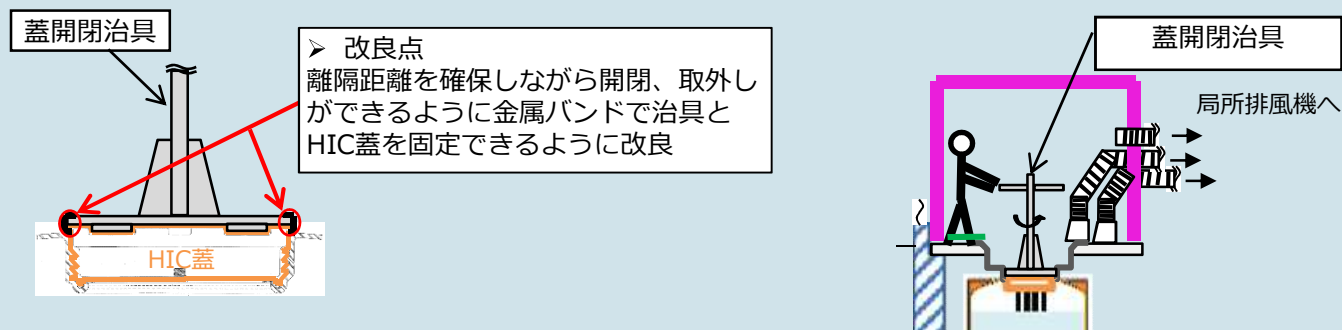 蓋開閉治具
➢ 改良点
離隔距離を確保しながら開閉、取外し
ができるように金属バンドで治具と
HIC蓋を固定できるように改良
HIC蓋
蓋開閉治具
局所排風機へ